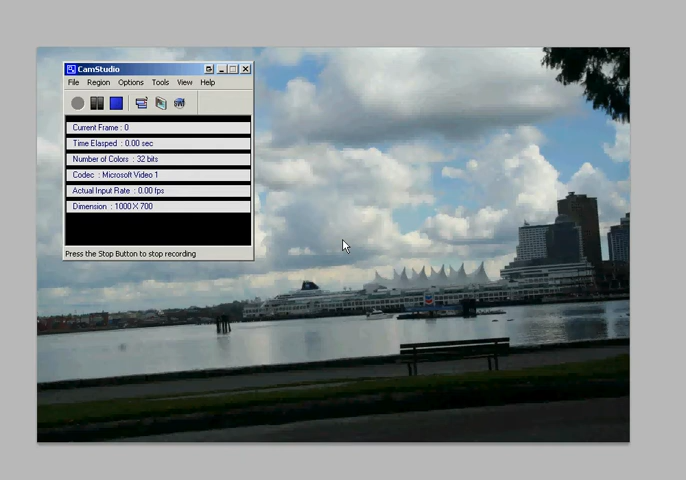 CamStudio
File Region Options Tools View Help
Current Frame : 0
Time Elasped : 0.00 sec
Number of Colors : 32 bits
Codec : Microsoft Video 1
Actual Input Rate : 0.00 fps
Dimension : 1000 X 700
Press the Stop Button to stop recording